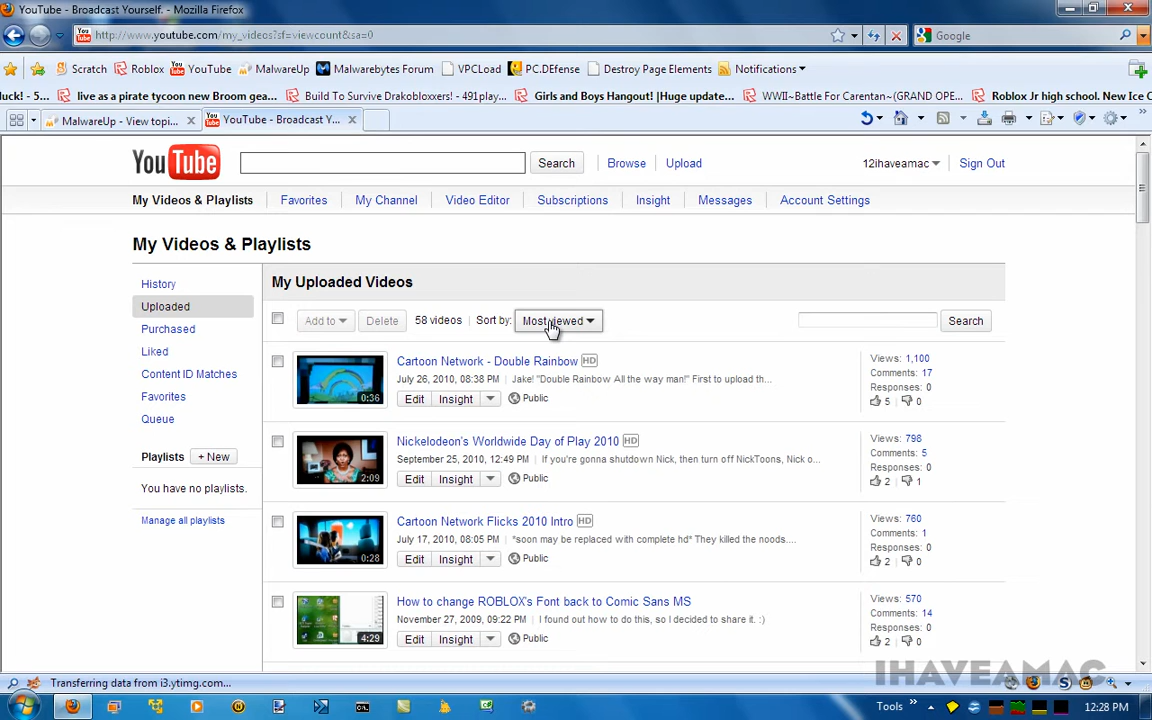 YouTube - Broadcast Yourself. - Mozilla Firefox
http://www.youtube.com/my_videos?sf=viewcount&sa=0
Google
Scratch Roblox YouTube MalwareUp Malwarebytes Forum VPCLoad PC.DEfense Destroy Page Elements Notifications
luck! - 5... live as a pirate tycoon new Broom gea... Build To Survive Drakobloxxers! - 491play... Girls and Boys Hangout! |Huge update... WWII~Battle For Carentan~(GRAND OPE... Roblox Jr high school. New Ice C
MalwareUp - View topi... YouTube - Broadcast Y...
YouTube Search Browse Upload 12ihaveamac Sign Out
My Videos & Playlists Favorites My Channel Video Editor Subscriptions Insight Messages Account Settings
My Videos & Playlists
History
Uploaded
Purchased
Liked
Content ID Matches
Favorites
Queue
Playlists + New
You have no playlists.
Manage all playlists
My Uploaded Videos
Add to Delete 58 videos Sort by: Most viewed Search
Cartoon Network - Double Rainbow HD
July 26, 2010, 08:38 PM Jake! "Double Rainbow All the way man!" First to upload th...
0:36 Edit Insight Public
Views: 1,100
Comments: 17
Responses: 0
5 0
Nickelodeon's Worldwide Day of Play 2010 HD
September 25, 2010, 12:49 PM If you're gonna shutdown Nick, then turn off NickToons, Nick o...
2:09 Edit Insight Public
Views: 798
Comments: 5
Responses: 0
2 1
Cartoon Network Flicks 2010 Intro HD
July 17, 2010, 08:05 PM *soon may be replaced with complete hd* They killed the noods....
0:28 Edit Insight Public
Views: 760
Comments: 1
Responses: 0
2 0
How to change ROBLOX's Font back to Comic Sans MS
November 27, 2009, 09:22 PM I found out how to do this, so I decided to share it. :)
4:29 Edit Insight Public
Views: 570
Comments: 14
Responses: 0
2 0
IHAVEAMAC
Transferring data from i3.ytimg.com...
Tools 12:28 PM